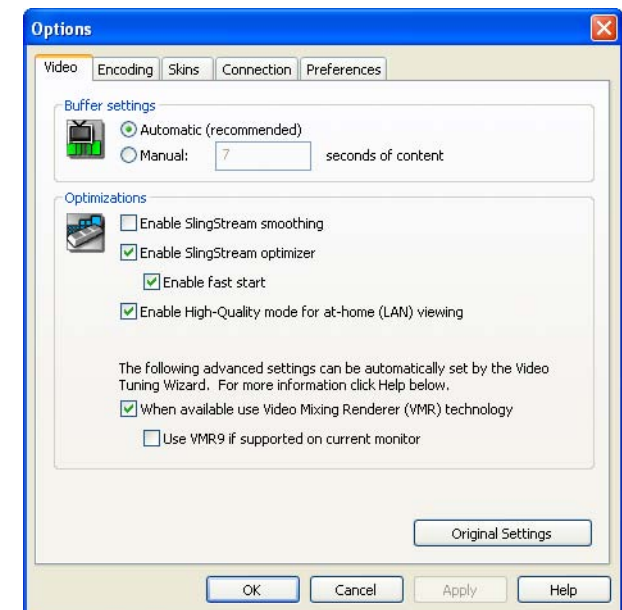 Options
Video
Encoding
Skins
Connection
Preferences
Buffer settings
Automatic (recommended)
Manual: 7 seconds of content
Optimizations
Enable SlingStream smoothing
Enable SlingStream optimizer
Enable fast start
Enable High-Quality mode for at-home (LAN) viewing
The following advanced settings can be automatically set by the Video
Tuning Wizard. For more information click Help below.
When available use Video Mixing Renderer (VMR) technology
Use VMR9 if supported on current monitor
Original Settings
OK
Cancel
Apply
Help